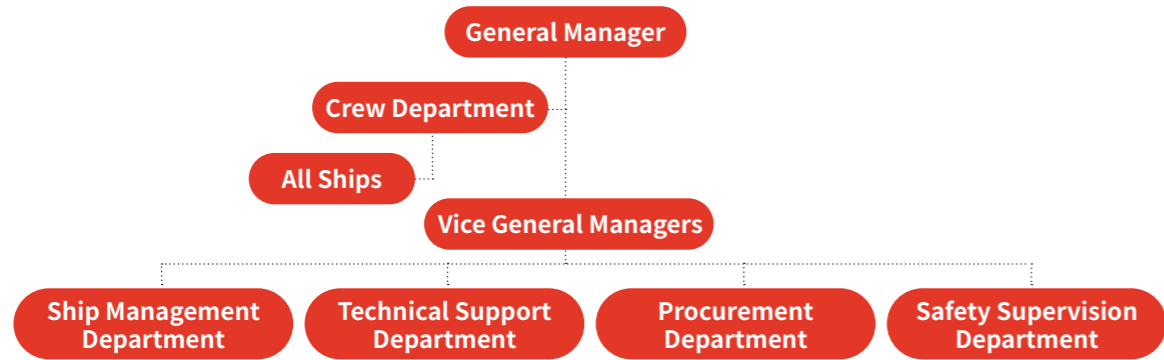 General Manager
Crew Department
All Ships
Vice General Managers
Ship Management
Department
Technical Support
Department
Procurement
Department
Safety Supervision
Department